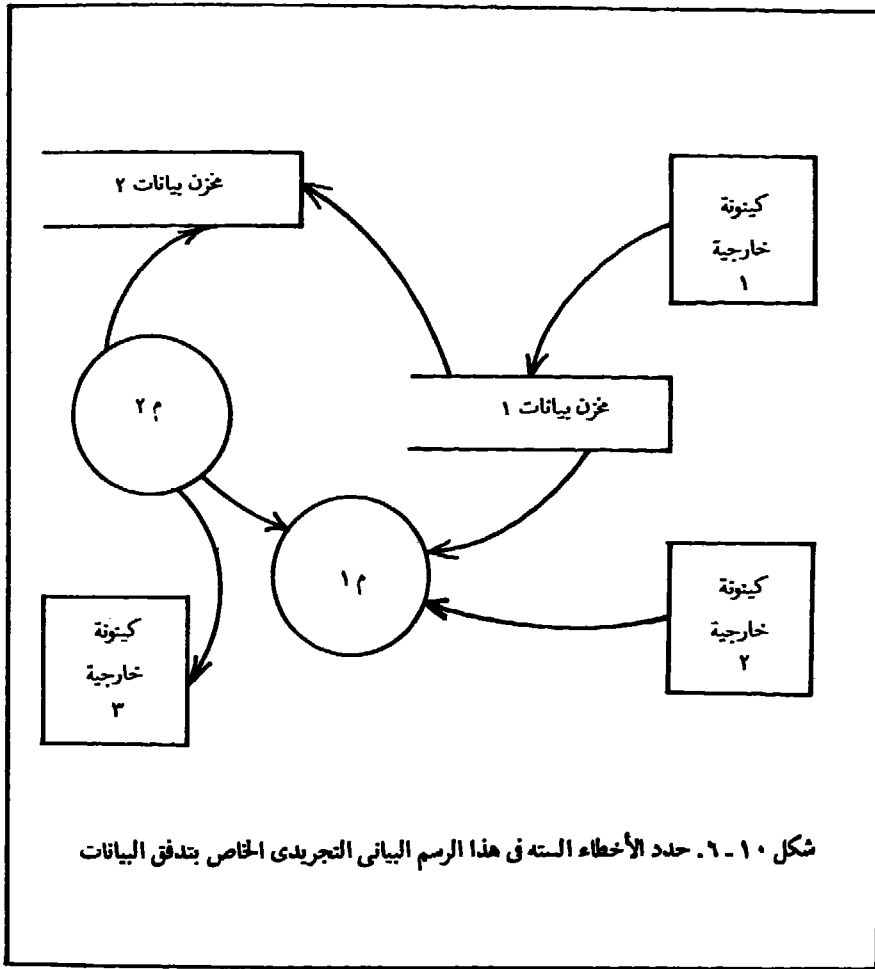 مخزن بيانات ٢
كينونة
خارجية
١
م ٢
مخزن بيانات ١
م ١
كينونة
خارجية
٢
كينونة
خارجية
٣
شكل ١٠ - ٦. حدد الأخطاء السته فى هذا الرسم البيانى التجريدى الخاص بتدفق البيانات